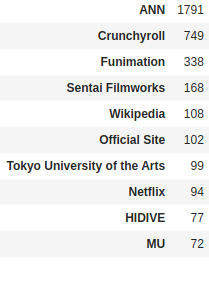 ANN 1791
Crunchyroll 749
Funimation 338
Sentai Filmworks 168
Wikipedia 108
Official Site 102
Tokyo University of the Arts 99
Netflix 94
HIDIVE 77
MU 72